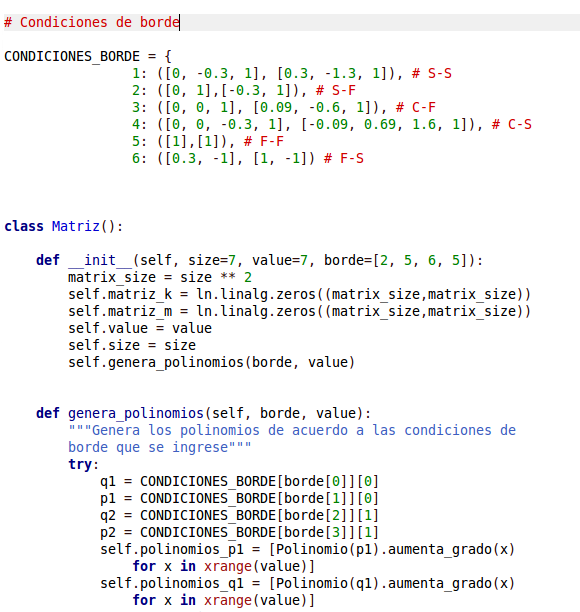 # Condiciones de borde
CONDICIONES_BORDE = {
1: ([0, -0.3, 1], [0.3, -1.3, 1]), # S-S
2: ([0, 1],[-0.3, 1]), # S-F
3: ([0, 0, 1], [0.09, -0.6, 1]), # C-F
4: ([0, 0, -0.3, 1], [-0.09, 0.69, 1.6, 1]), # C-S
5: ([1],[1]), # F-F
6: ([0.3, -1], [1, -1]) # F-S
class Matriz():
def __init__(self, size=7, value=7, borde=[2, 5, 6, 5]):
matrix_size = size ** 2
self.matriz_k = ln.linalg.zeros((matrix_size,matrix_size))
self.matriz_m = ln.linalg.zeros((matrix_size,matrix_size))
self.value = value
self.size = size
self.genera_polinomios(borde, value)
def genera_polinomios(self, borde, value):
"""Genera los polinomios de acuerdo a las condiciones de
borde que se ingrese"""
try:
q1 = CONDICIONES_BORDE[borde[0]][0]
p1 = CONDICIONES_BORDE[borde[1]][0]
q2 = CONDICIONES_BORDE[borde[2]][1]
p2 = CONDICIONES_BORDE[borde[3]][1]
self.polinomios_p1 = [Polinomio(p1).aumenta_grado(x)
for x in xrange(value)]
self.polinomios_q1 = [Polinomio(q1).aumenta_grado(x)
for x in xrange(value)]